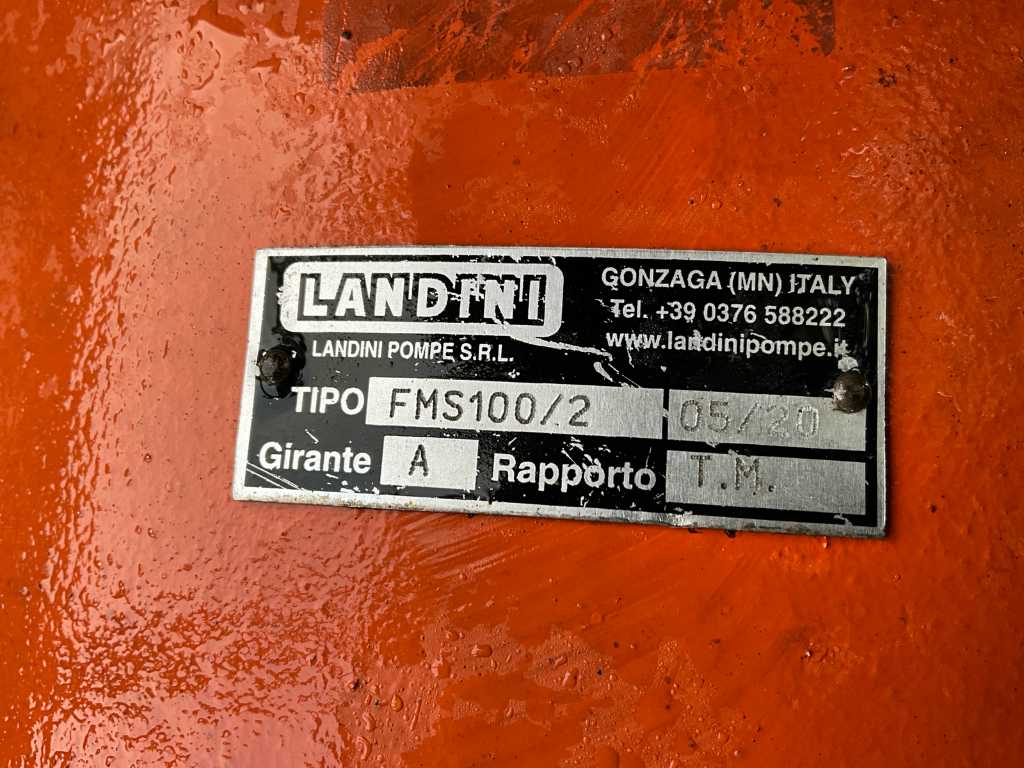 LANDINI
LANDINI POMPE S.R.L.
GONZAGA (MN) ITALY
Tel. +39 0376 588222
www.landinipompe.it
TIPO FMS100/2 05/20
Girante A Rapporto T.M.